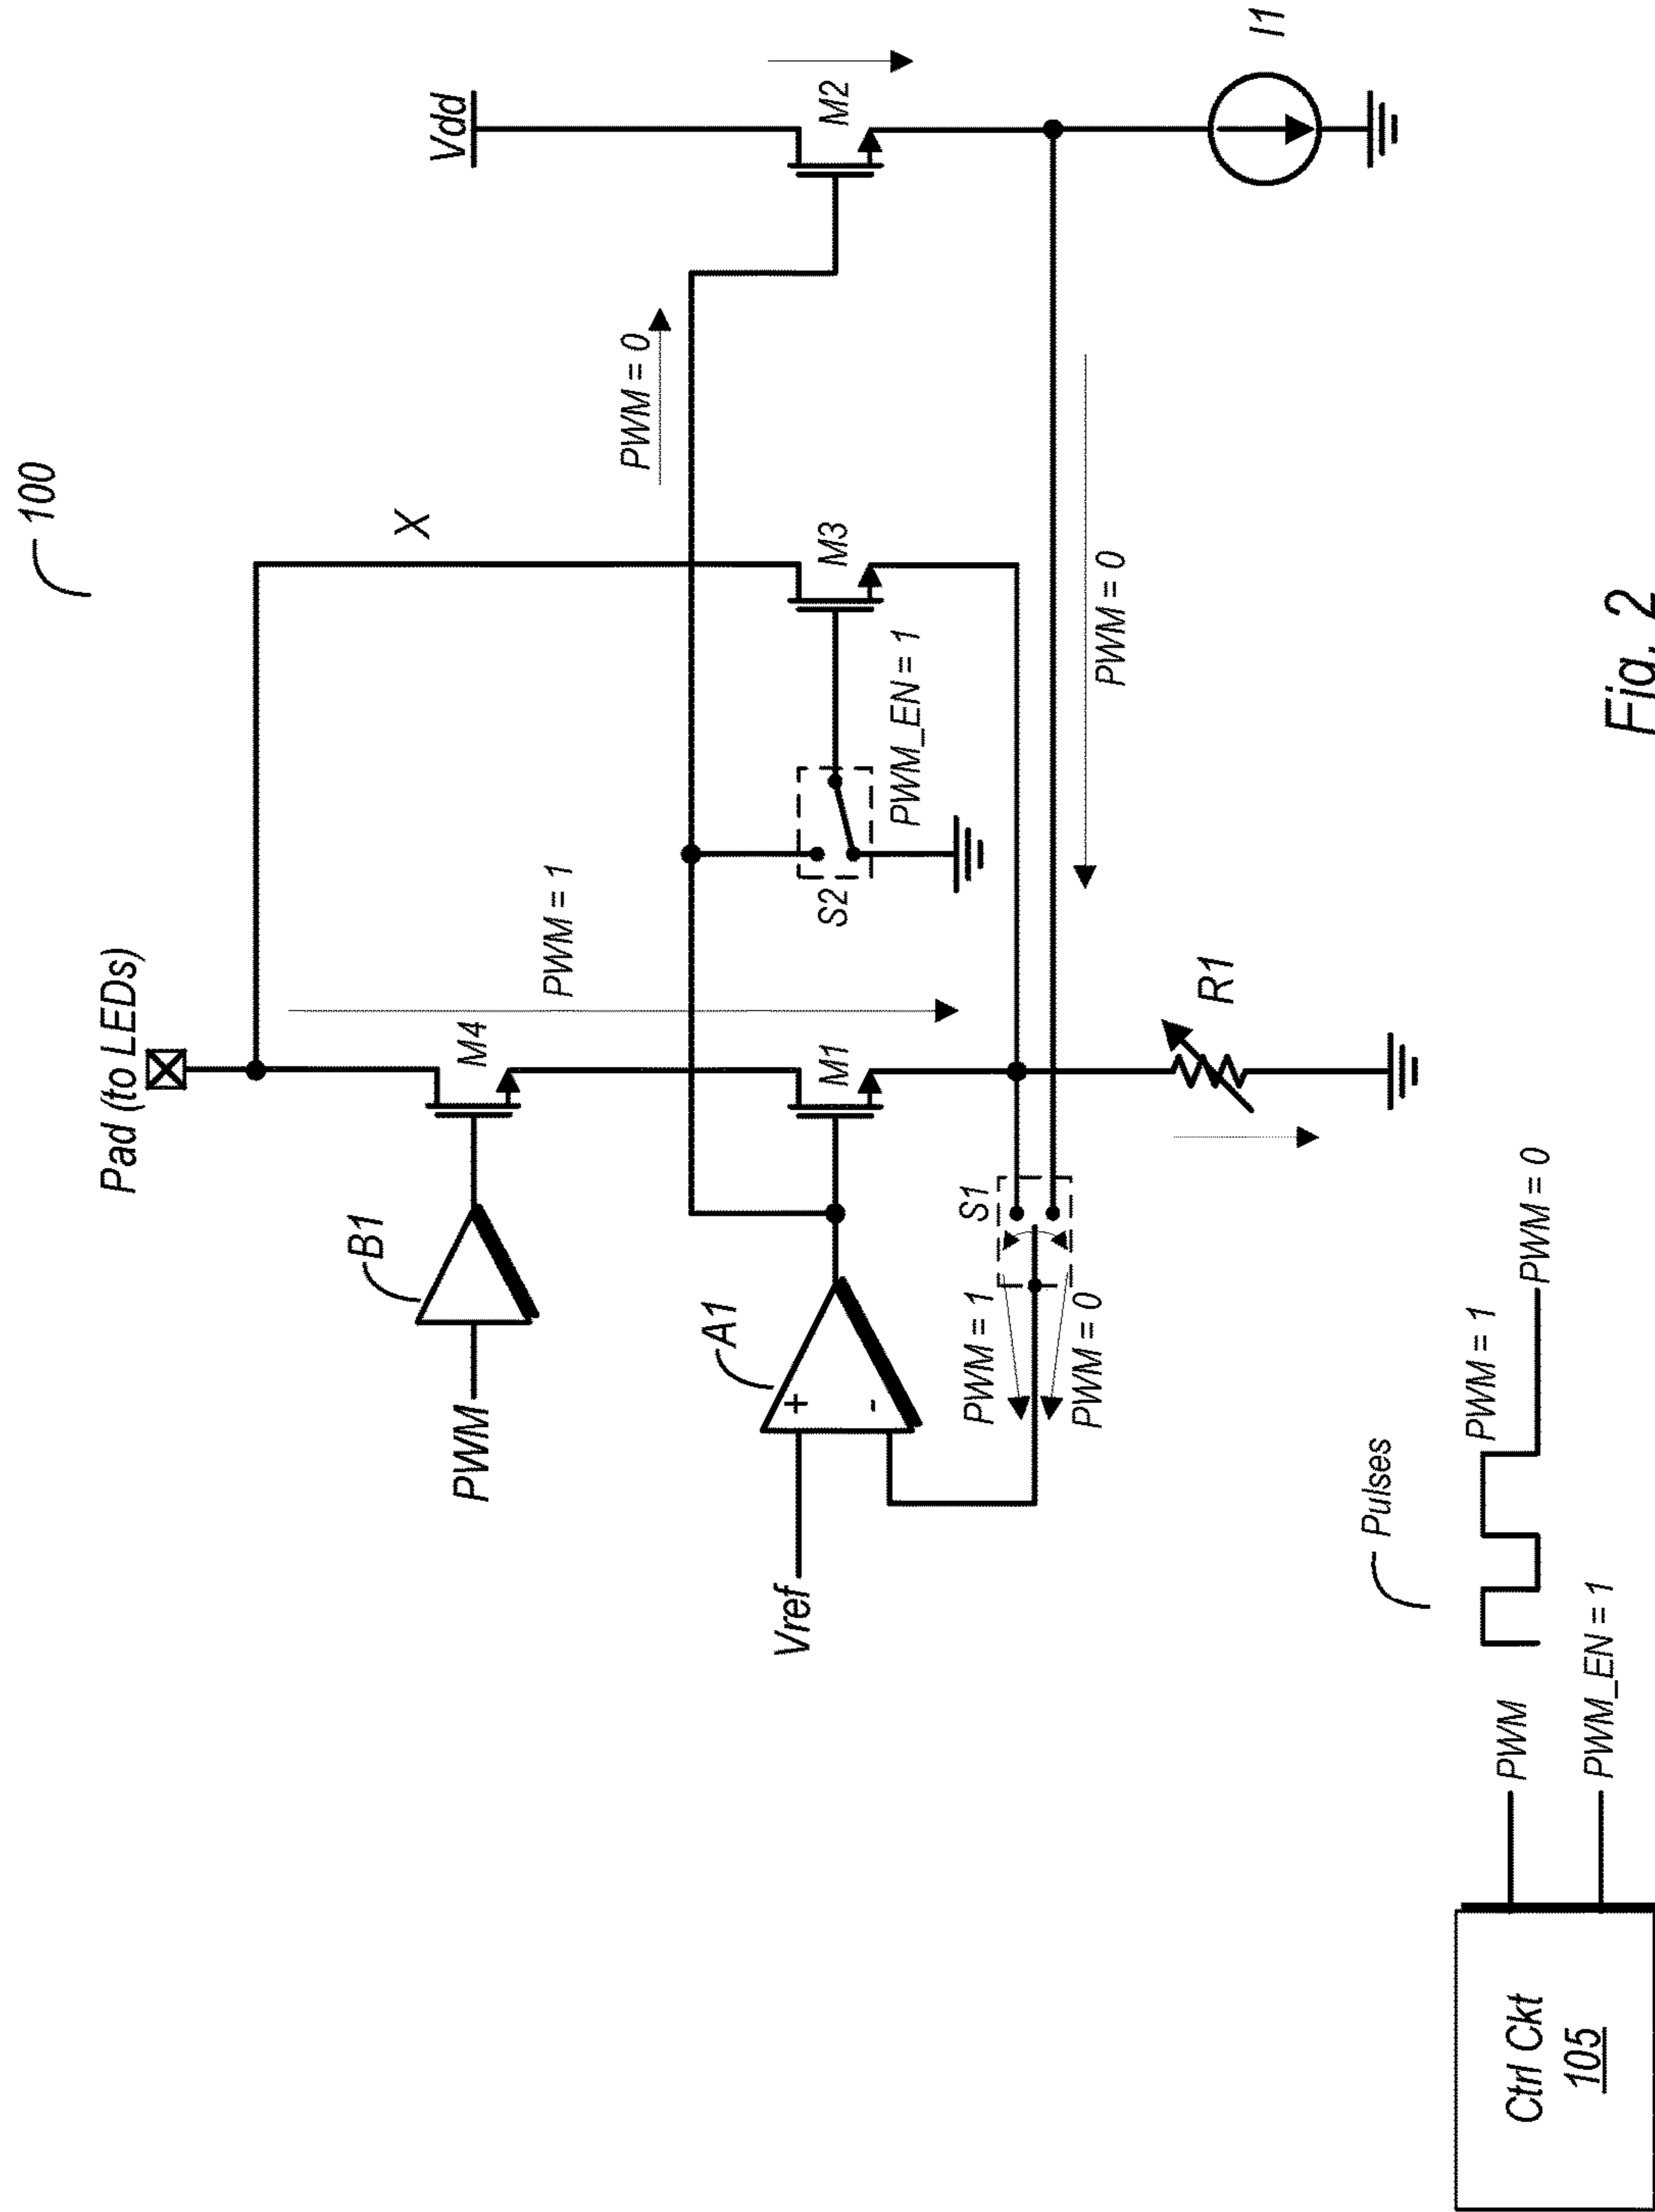 100
Pad (to LEDs)
Vdd
X
B1
M4
PWM
PWM = 1
PWM = 0
A1
+
-
Vref
M1
S2
M3
M2
PWM_EN = 1
S1
PWM = 1
PWM = 0
PWM = 0
R1
I1
Pulses
PWM
PWM = 1
PWM = 0
PWM_EN = 1
Ctrl Ckt
105
Fig. 2